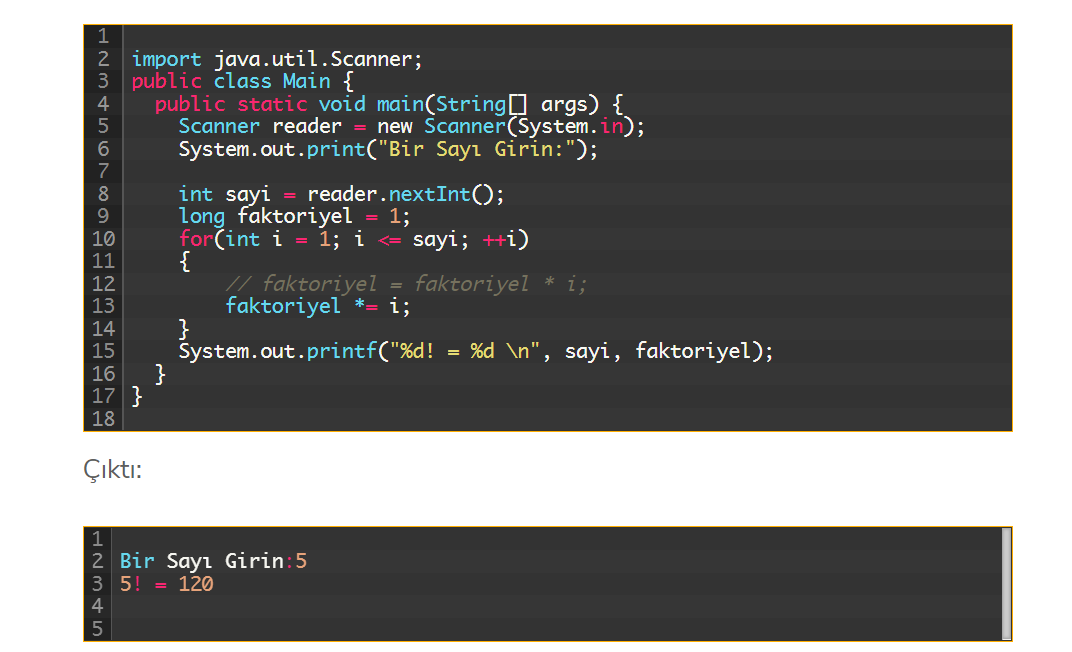 1
2 import java.util.Scanner;
3 public class Main {
4 public static void main(String[] args) {
5 Scanner reader = new Scanner(System.in);
6 System.out.print("Bir Sayı Girin:");
7
8 int sayi = reader.nextInt();
9 long faktoriyel = 1;
10 for(int i = 1; i <= sayi; ++i)
11 {
12 // faktoriyel = faktoriyel * i;
13 faktoriyel *= i;
14 }
15 System.out.printf("%d! = %d \n", sayi, faktoriyel);
16 }
17 }
18
Çıktı:
1
2 Bir Sayı Girin:5
3 5! = 120
4
5